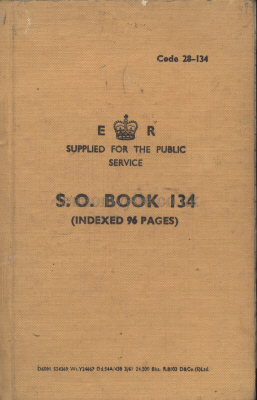 Code 28-134
E R
SUPPLIED FOR THE PUBLIC
SERVICE
S. O. BOOK 134
(INDEXED 96 PAGES)